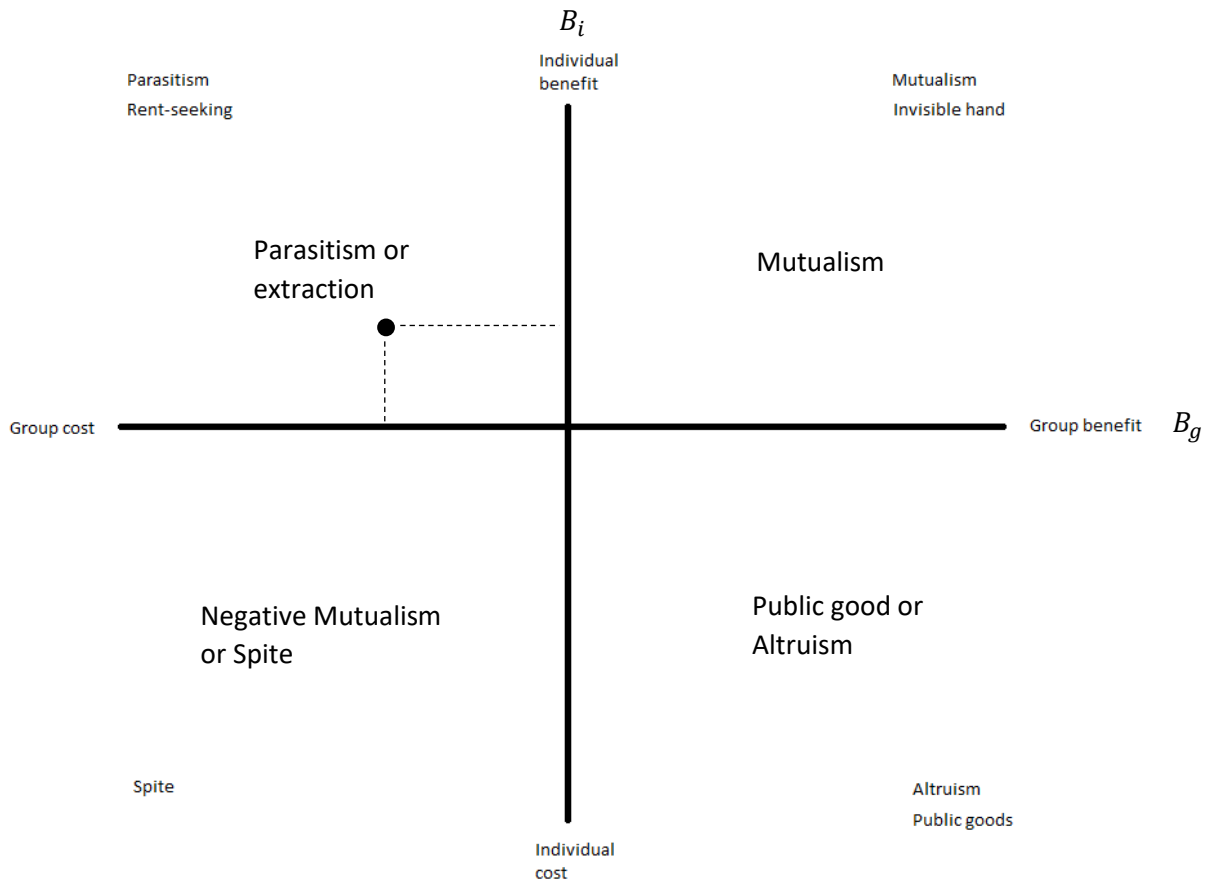 B_i
Individual
benefit
Parasitism
Rent-seeking
Mutualism
Invisible hand
Parasitism or
extraction
Mutualism
Group cost
Group benefit
B_g
Negative Mutualism
or Spite
Public good or
Altruism
Spite
Altruism
Public goods
Individual
cost